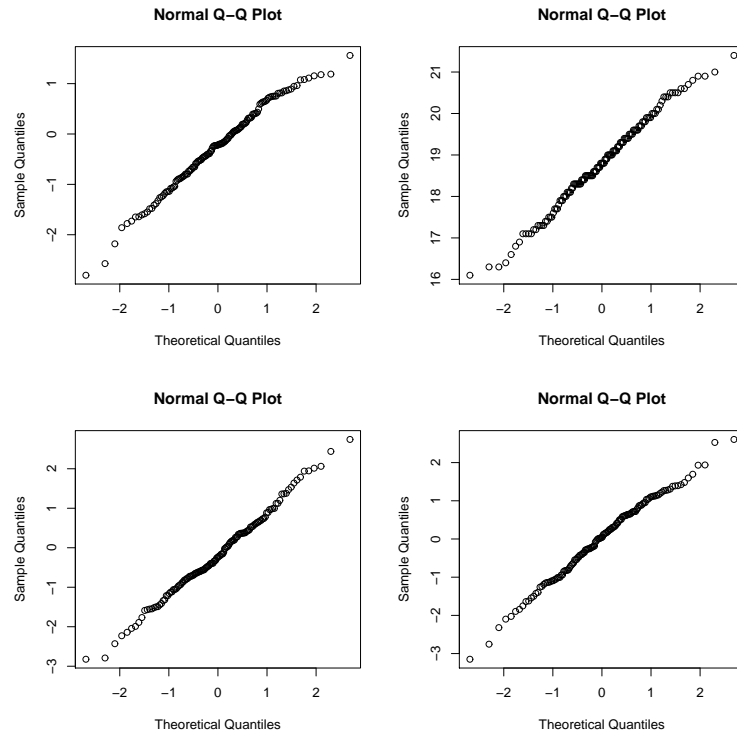 Normal Q−Q Plot
Sample Quantiles
1
0
−1
−2
−2 −1 0 1 2
Theoretical Quantiles
Normal Q−Q Plot
Sample Quantiles
21
20
19
18
17
16
−2 −1 0 1 2
Theoretical Quantiles
Normal Q−Q Plot
Sample Quantiles
2
1
0
−1
−2
−3
−2 −1 0 1 2
Theoretical Quantiles
Normal Q−Q Plot
Sample Quantiles
2
1
0
−1
−2
−3
−2 −1 0 1 2
Theoretical Quantiles